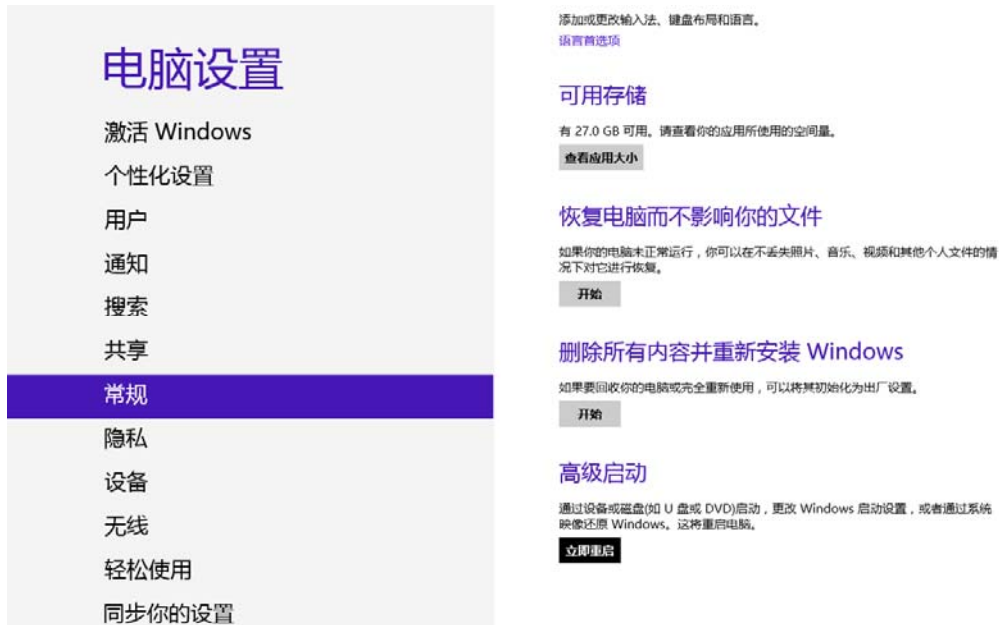 电脑设置
激活 Windows
个性化设置
用户
通知
搜索
共享
常规
隐私
设备
无线
轻松使用
同步你的设置
添加或更改输入法、键盘布局和语言。
语言首选项
可用存储
有 27.0 GB 可用。请查看你的应用所使用的空间量。
查看应用大小
恢复电脑而不影响你的文件
如果你的电脑未正常运行，你可以在不丢失照片、音乐、视频和其他个人文件的情
况下对它进行恢复。
开始
删除所有内容并重新安装 Windows
如果要回收你的电脑或完全重新使用，可以将其初始化为出厂设置。
开始
高级启动
通过设备或磁盘(如 U 盘或 DVD)启动，更改 Windows 启动设置，或者通过系统
映像还原 Windows。这将重启电脑。
立即重启